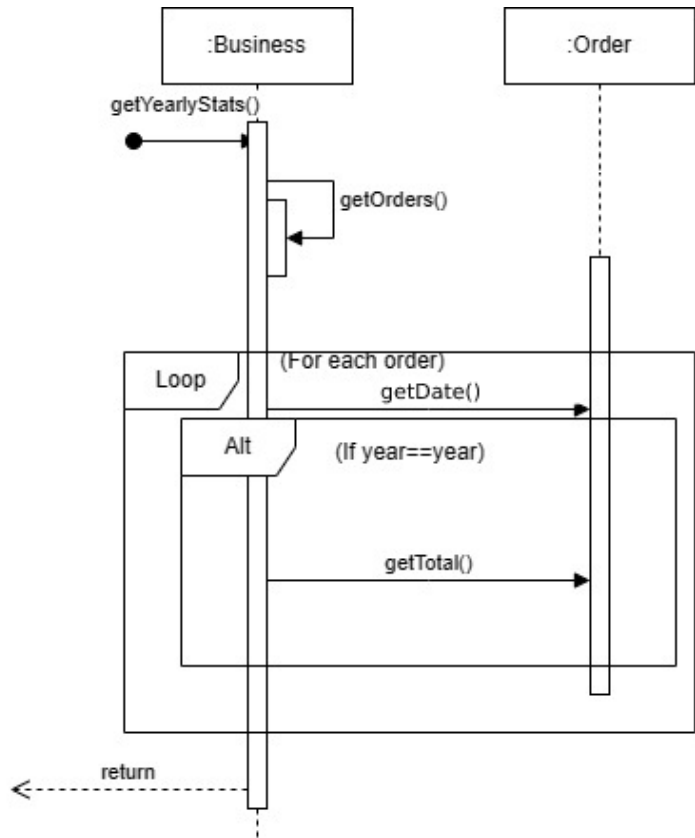 :Business
:Order
getYearlyStats()
getOrders()
(For each order)
Loop
getDate()
Alt
(If year==year)
getTotal()
return